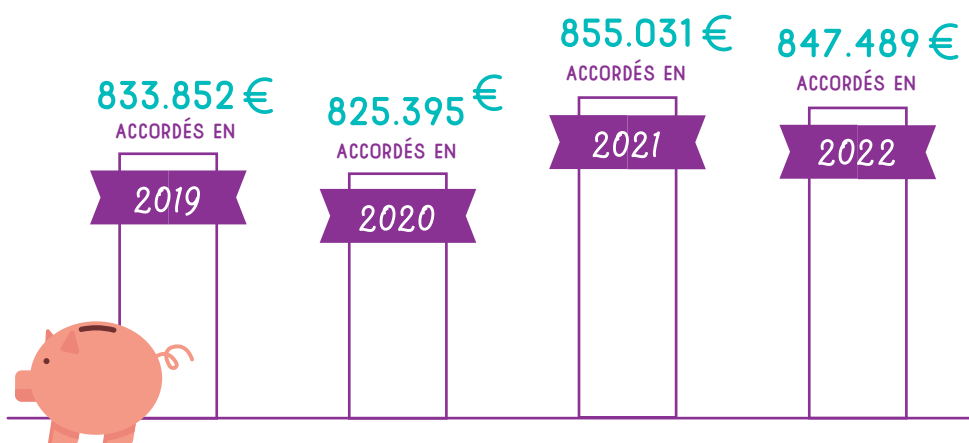 833.852 €
ACCORDÉS EN
2019
825.395 €
ACCORDÉS EN
2020
855.031 €
ACCORDÉS EN
2021
847.489 €
ACCORDÉS EN
2022